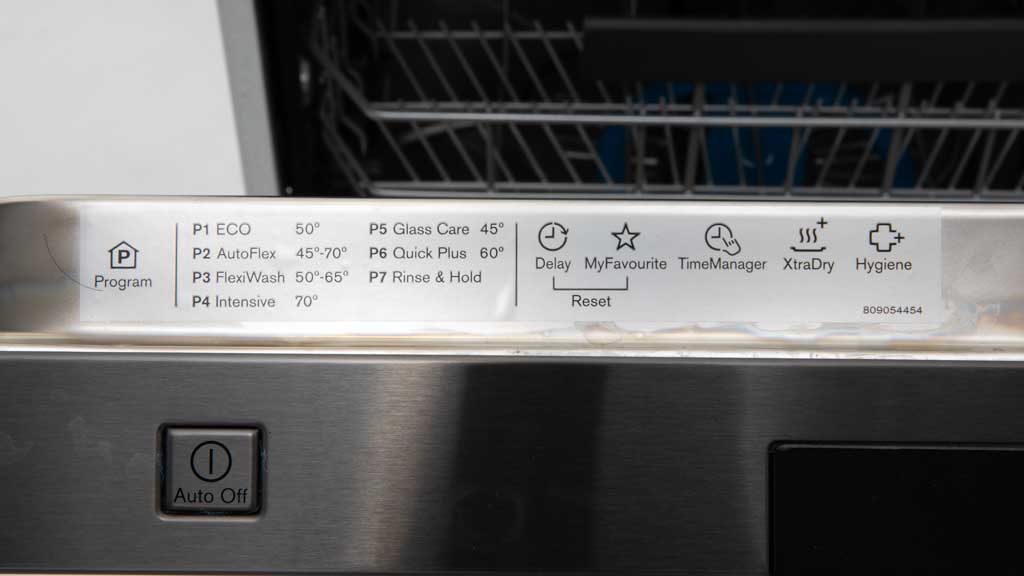 P
Program
P1 ECO 50°
P2 AutoFlex 45°-70°
P3 FlexiWash 50°-65°
P4 Intensive 70°
P5 Glass Care 45°
P6 Quick Plus 60°
P7 Rinse & Hold
Delay MyFavourite TimeManager XtraDry Hygiene
Reset
809054454
Auto Off